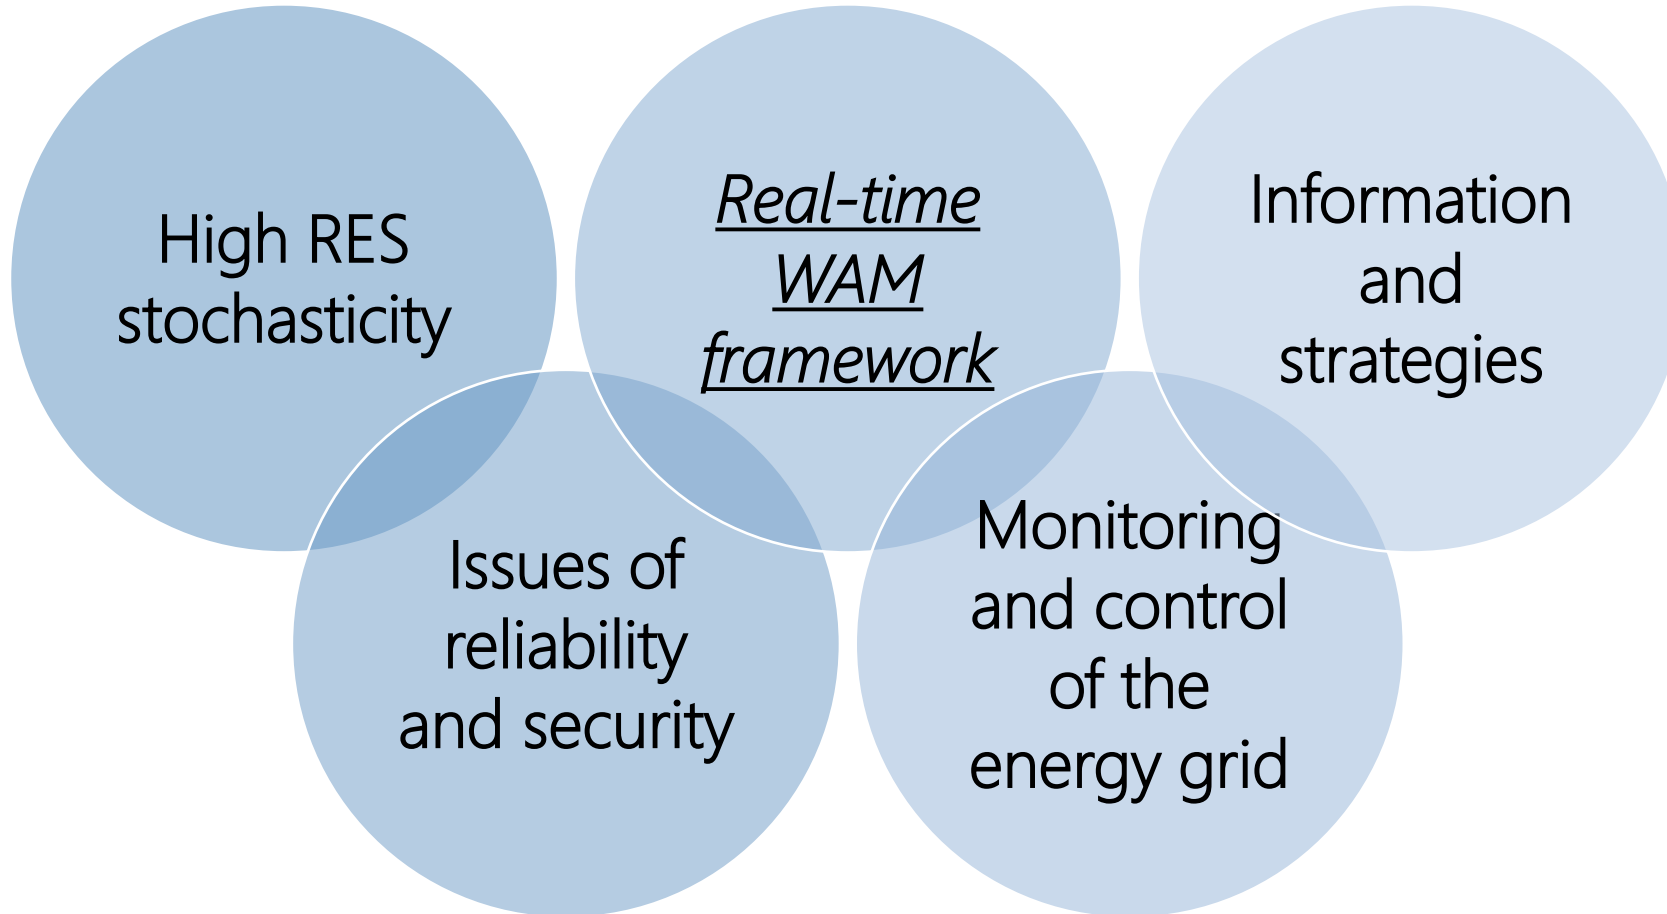 High RES
stochasticity
Issues of
reliability
and security
Real-time
WAM
framework
Monitoring
and control
of the
energy grid
Information
and
strategies